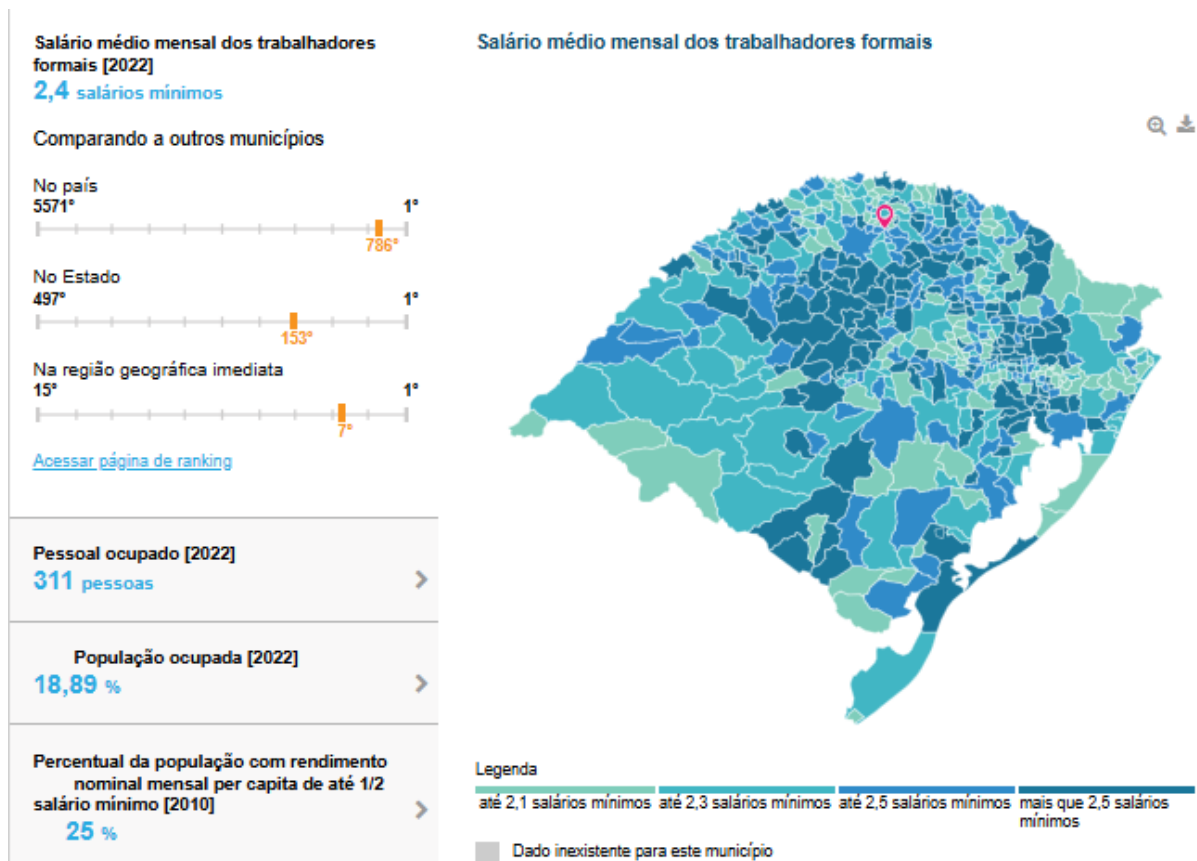 Salário médio mensal dos trabalhadores
formais [2022]
2,4 salários mínimos
Comparando a outros municípios
No país
5571° 1°
786°
No Estado
497° 1°
153°
Na região geográfica imediata
15° 1°
7°
Acessar página de ranking
Pessoal ocupado [2022]
311 pessoas
População ocupada [2022]
18,89 %
Percentual da população com rendimento
nominal mensal per capita de até 1/2
salário mínimo [2010]
25 %
Salário médio mensal dos trabalhadores formais
Legenda
até 2,1 salários mínimos até 2,3 salários mínimos até 2,5 salários mínimos mais que 2,5 salários
mínimos
Dado inexistente para este município